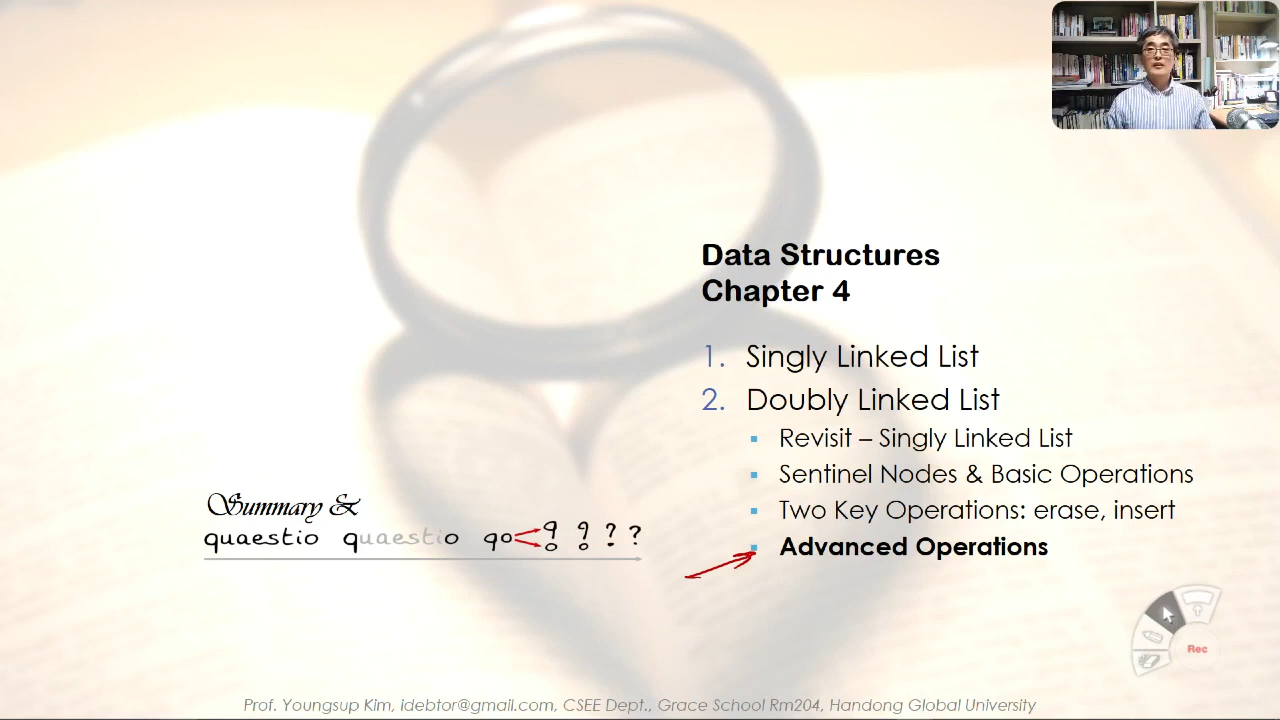 Data Structures
Chapter 4
1. Singly Linked List
2. Doubly Linked List
▪ Revisit – Singly Linked List
▪ Sentinel Nodes & Basic Operations
▪ Two Key Operations: erase, insert
▪ Advanced Operations
Summary &
quaestio quaestio qo q o ? ? ?
Rec
Prof. Youngsup Kim, idebtor@gmail.com, CSEE Dept., Grace School Rm204, Handong Global University